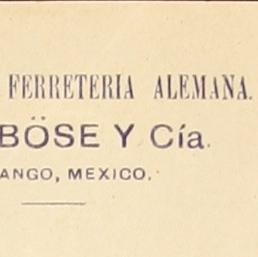 FERRETERIA ALEMANA.
BÖSE Y Cía.
ANGO, MEXICO.